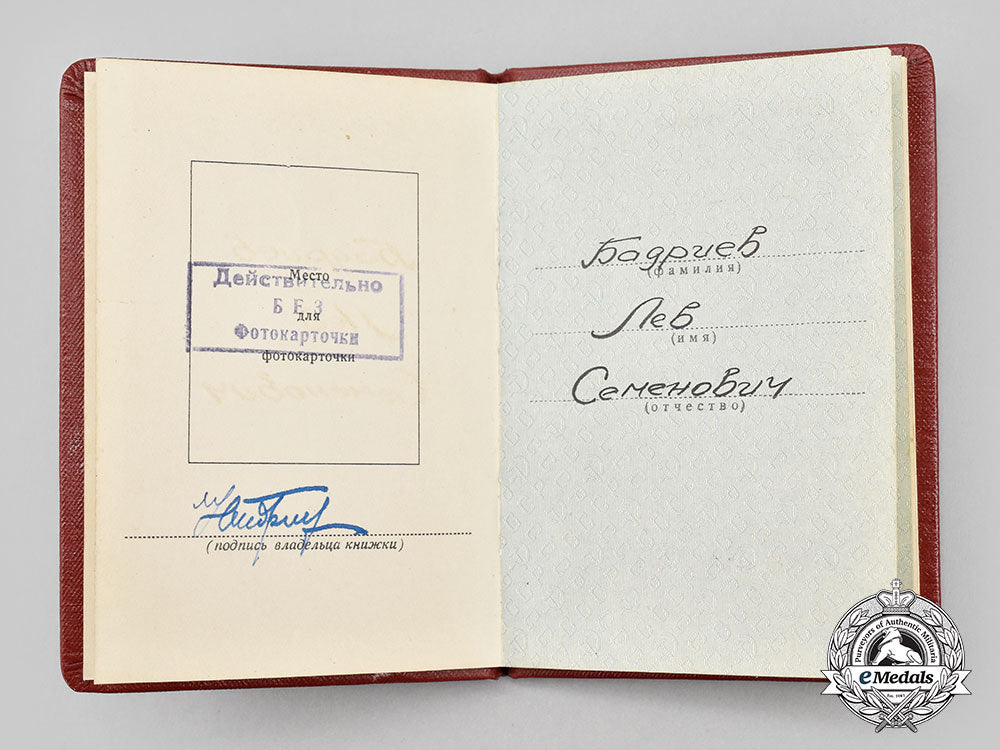 Место
для
фотокарточки
Действительно
БЕЗ
Фотокарточки
(подпись владельца книжки)
Бадриев
(фамилия)
Лев
(имя)
Семенович
(отчество)
Purveyors of Authentic Militaria
eMedals